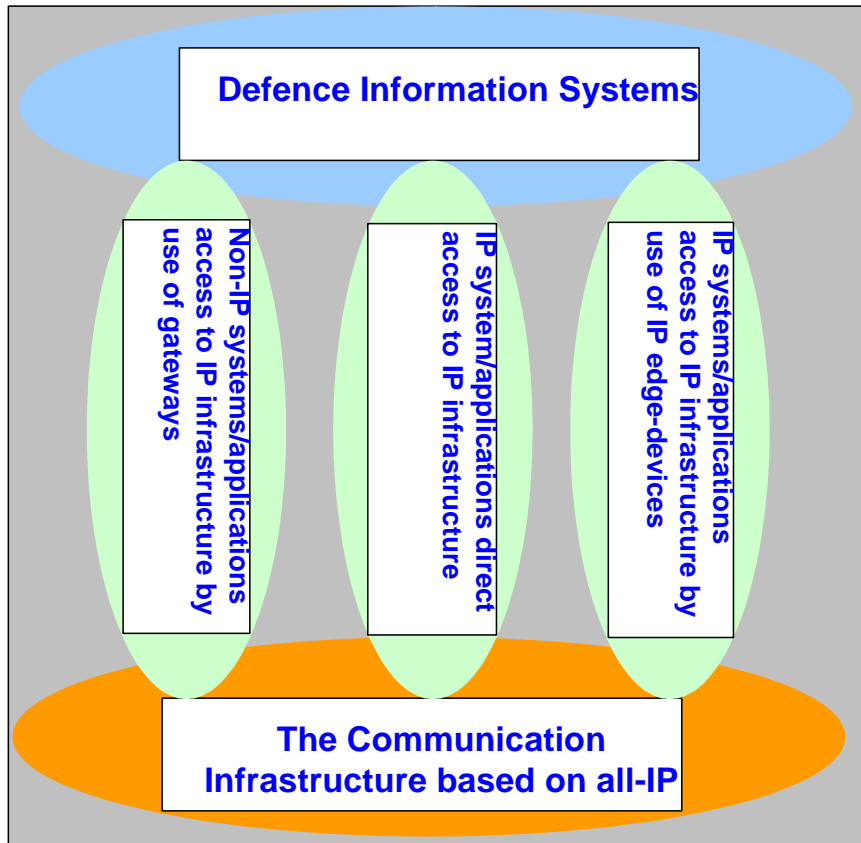 Defence Information Systems
Non-IP systems/applications
access to IP infrastructure by
use of gateways
IP system/applications direct
access to IP infrastructure
IP systems/applications
access to IP infrastructure by
use of IP edge-devices
The Communication
Infrastructure based on all-IP